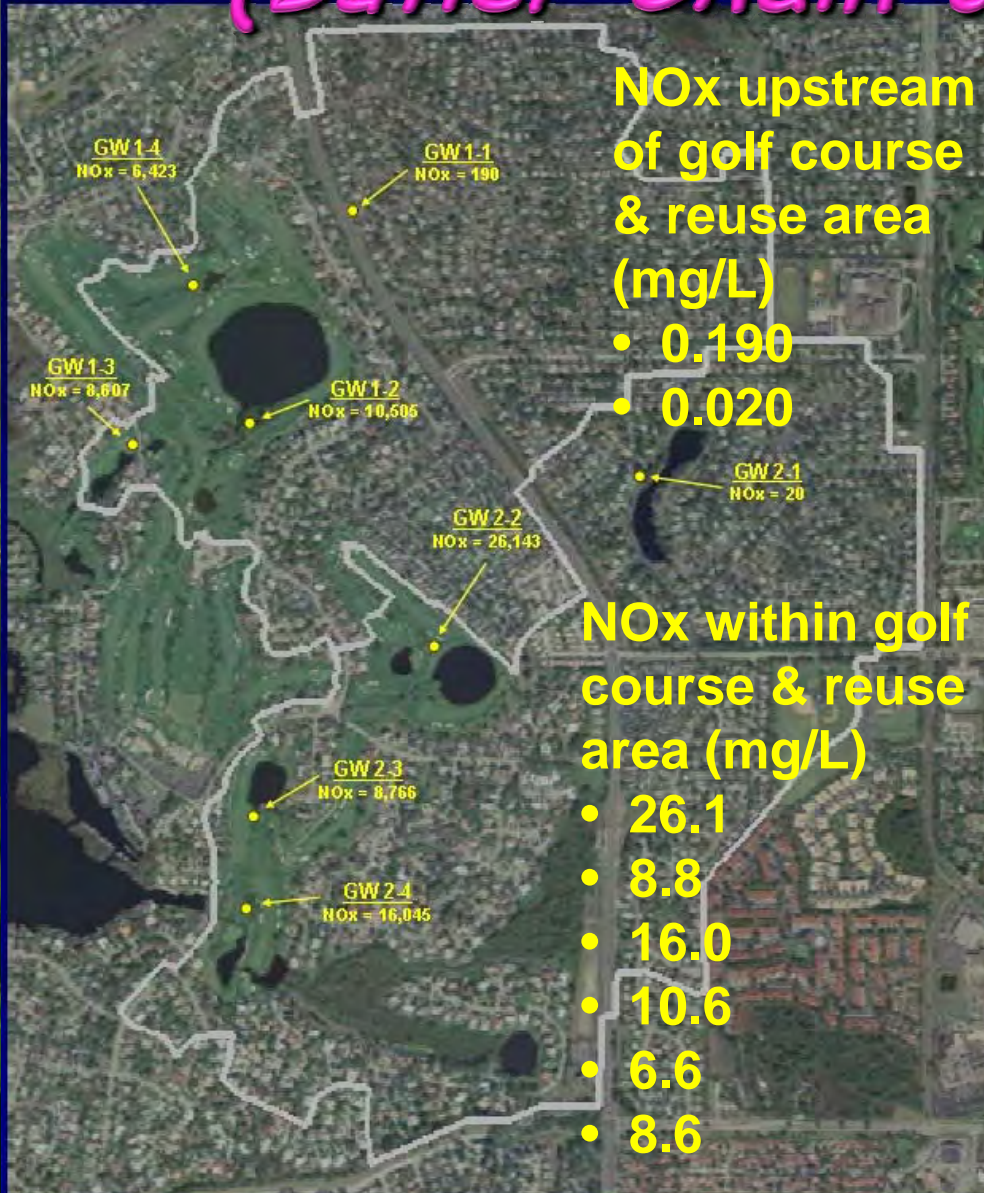 NOx upstream
of golf course
& reuse area
(mg/L)
• 0.190
• 0.020
GW 1-4
NOx = 6,423
GW 1-1
NOx = 190
GW 1-3
NOx = 8,607
GW 1-2
NOx = 10,505
GW 2-1
NOx = 20
GW 2-2
NOx = 26,143
NOx within golf
course & reuse
area (mg/L)
• 26.1
• 8.8
• 16.0
• 10.6
• 6.6
• 8.6
GW 2-3
NOx = 8,766
GW 2-4
NOx = 16,045